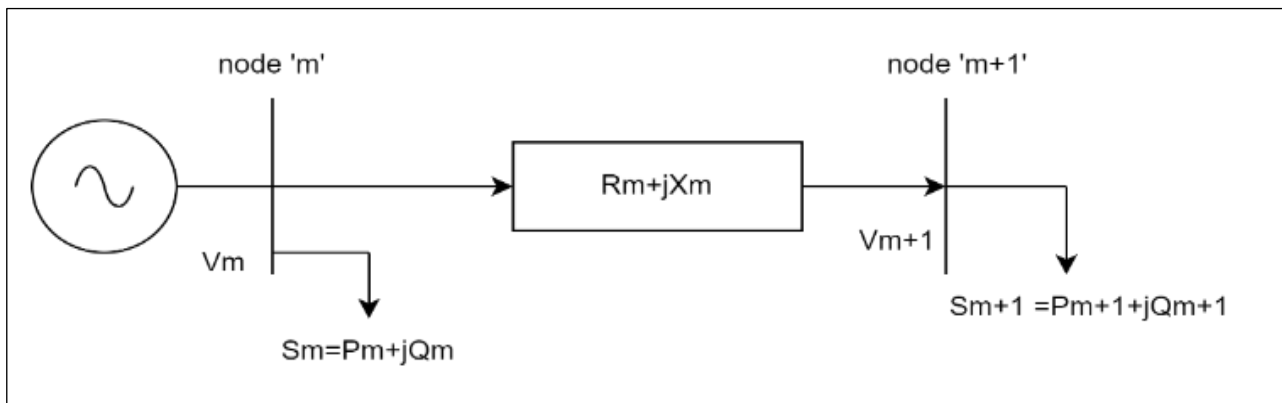 node 'm'
node 'm+1'
Rm+jXm
Vm
Vm+1
Sm=Pm+jQm
Sm+1 =Pm+1+jQm+1